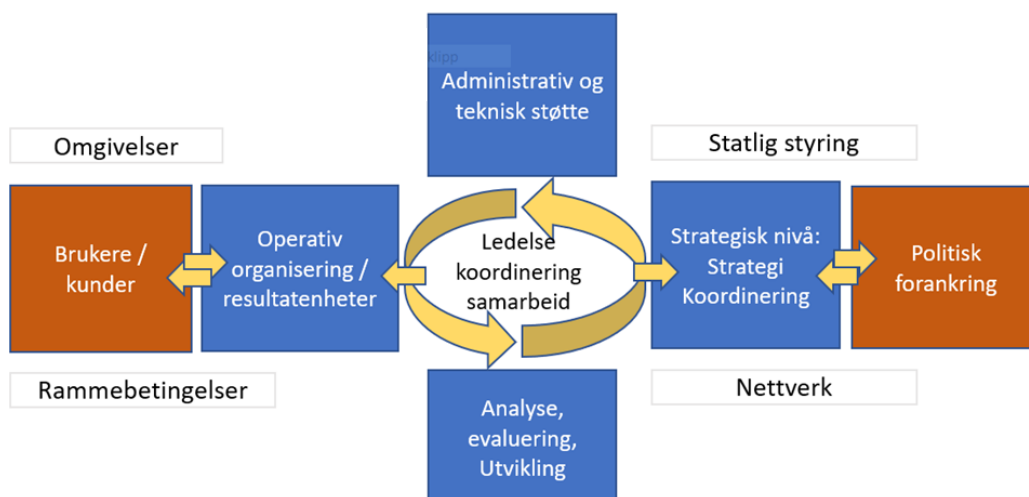 klipp
Administrativ og
teknisk støtte
Omgivelser
Statlig styring
Brukere /
kunder
Operativ
organisering /
resultatenheter
Ledelse
koordinering
samarbeid
Strategisk nivå:
Strategi
Koordinering
Politisk
forankring
Rammebetingelser
Nettverk
Analyse,
evaluering,
Utvikling